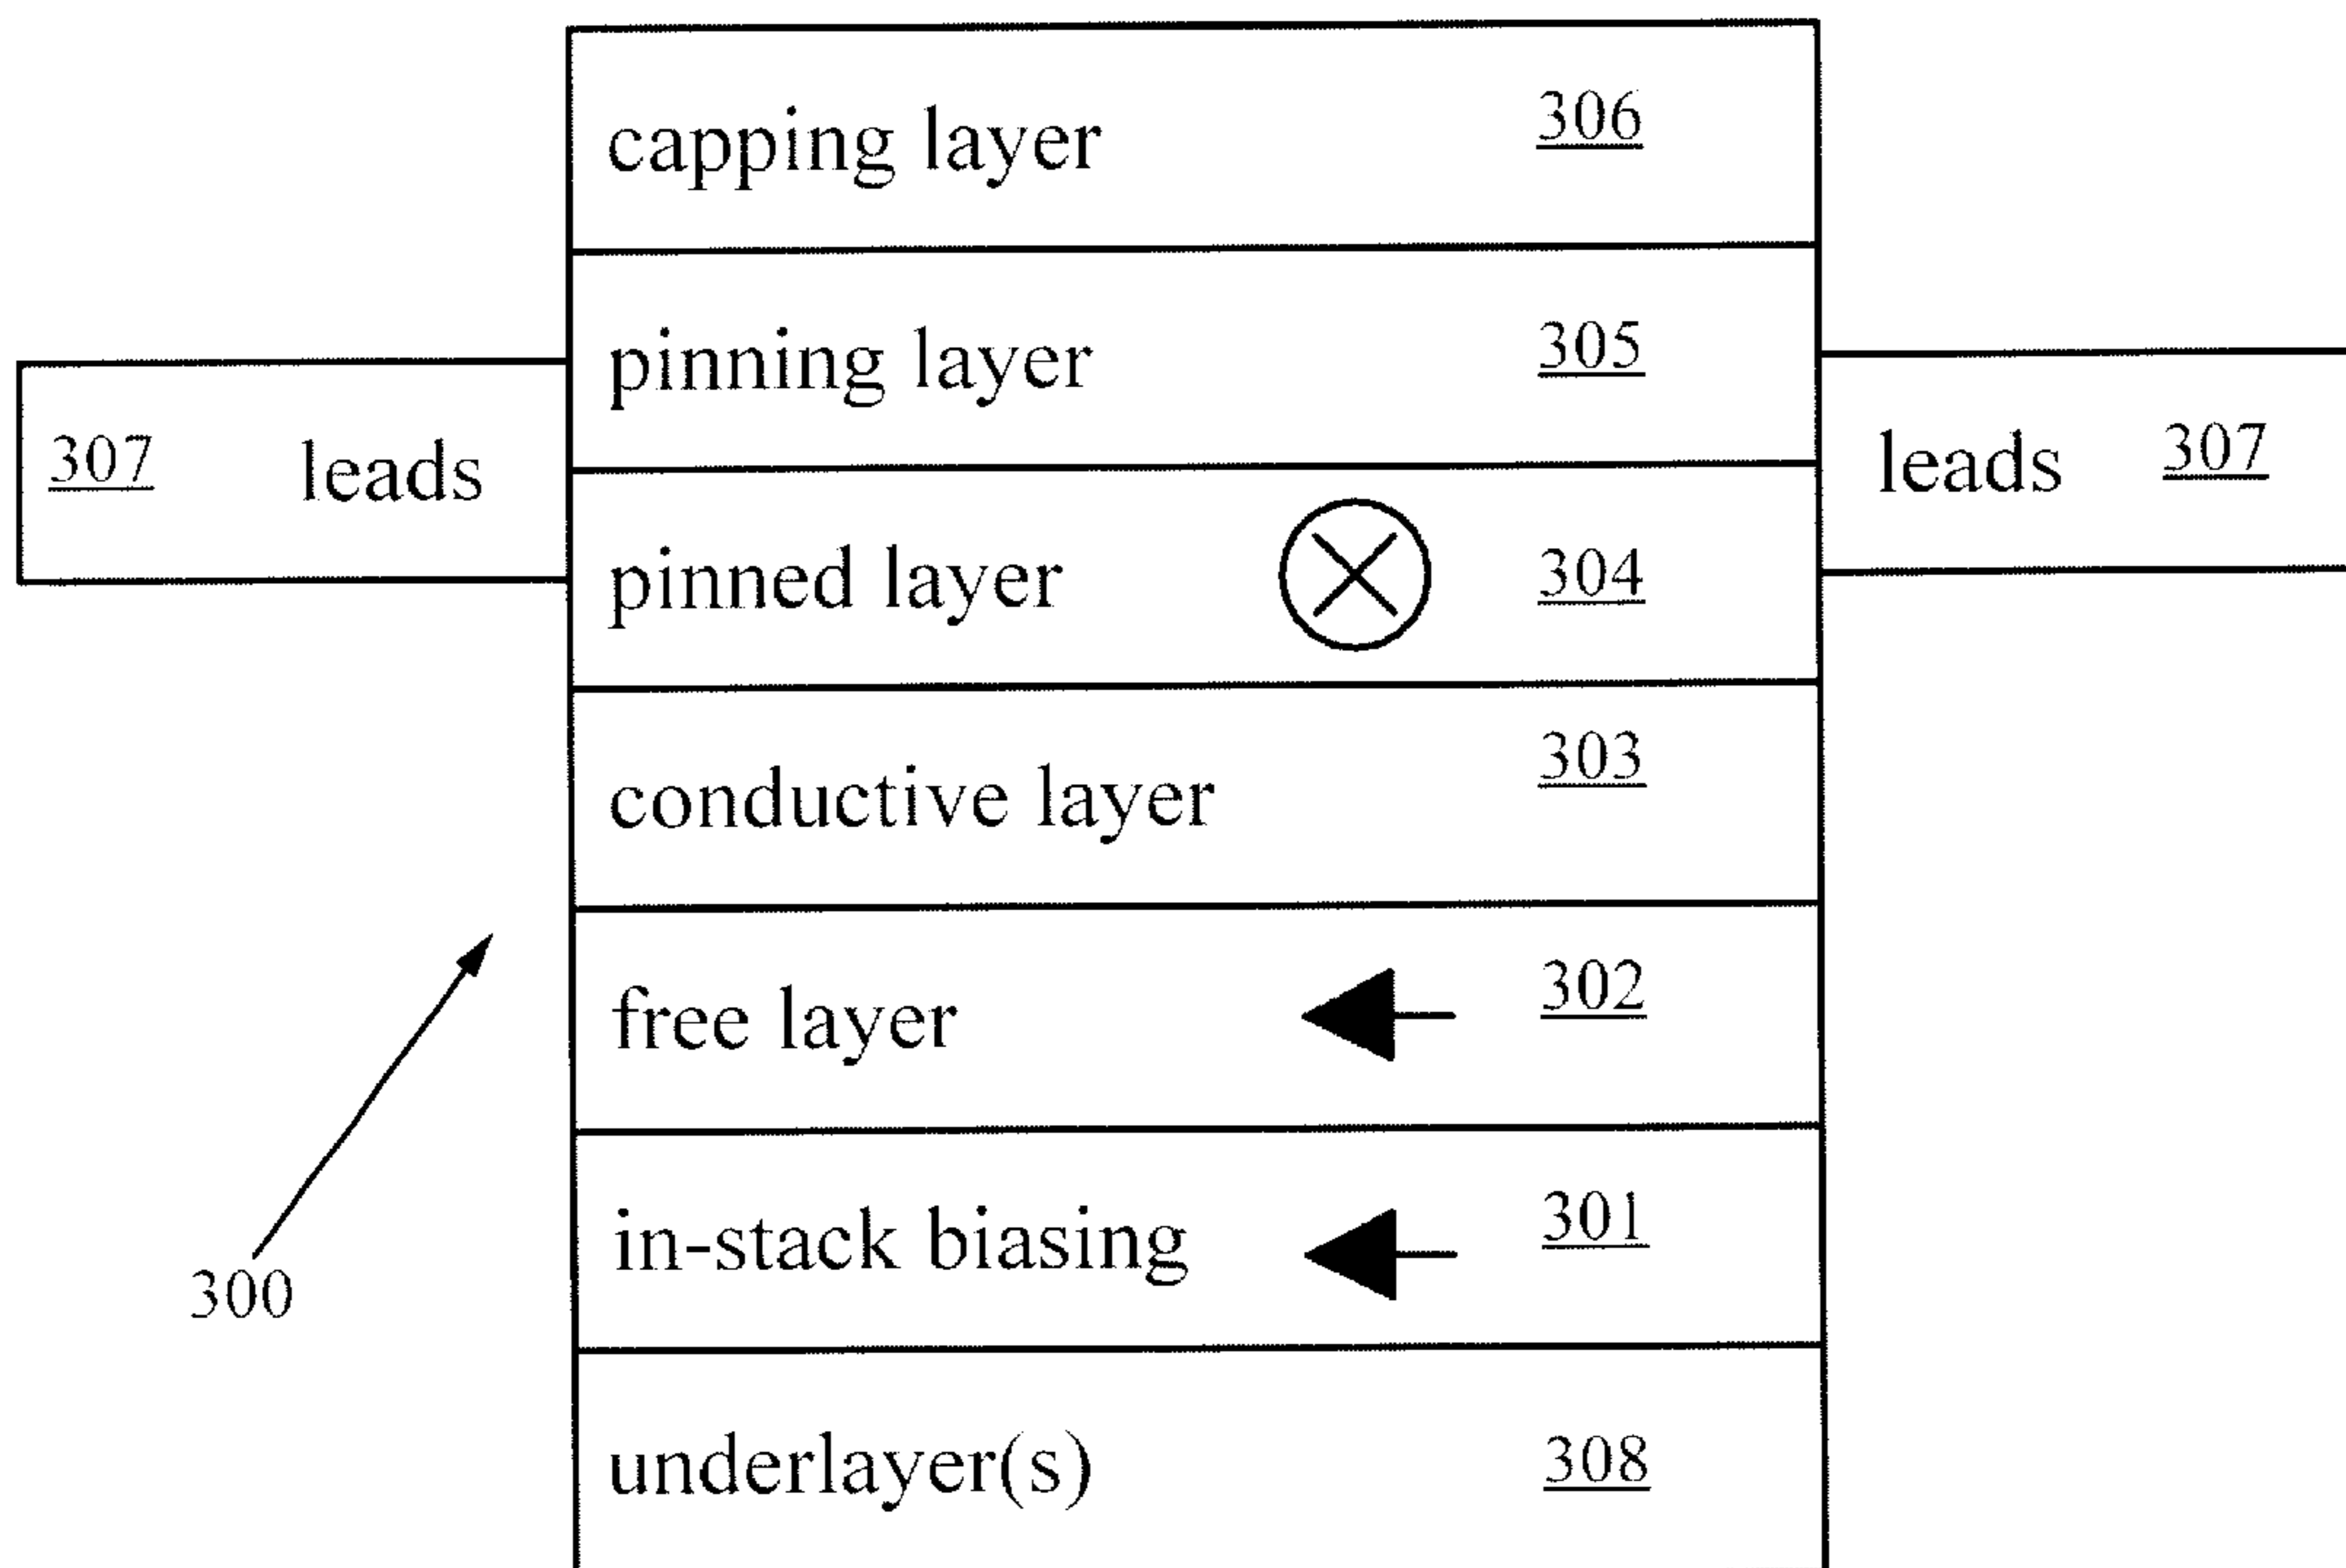 capping layer 306
pinning layer 305
307 leads
leads 307
pinned layer 304
conductive layer 303
free layer 302
in-stack biasing 301
300
underlayer(s) 308